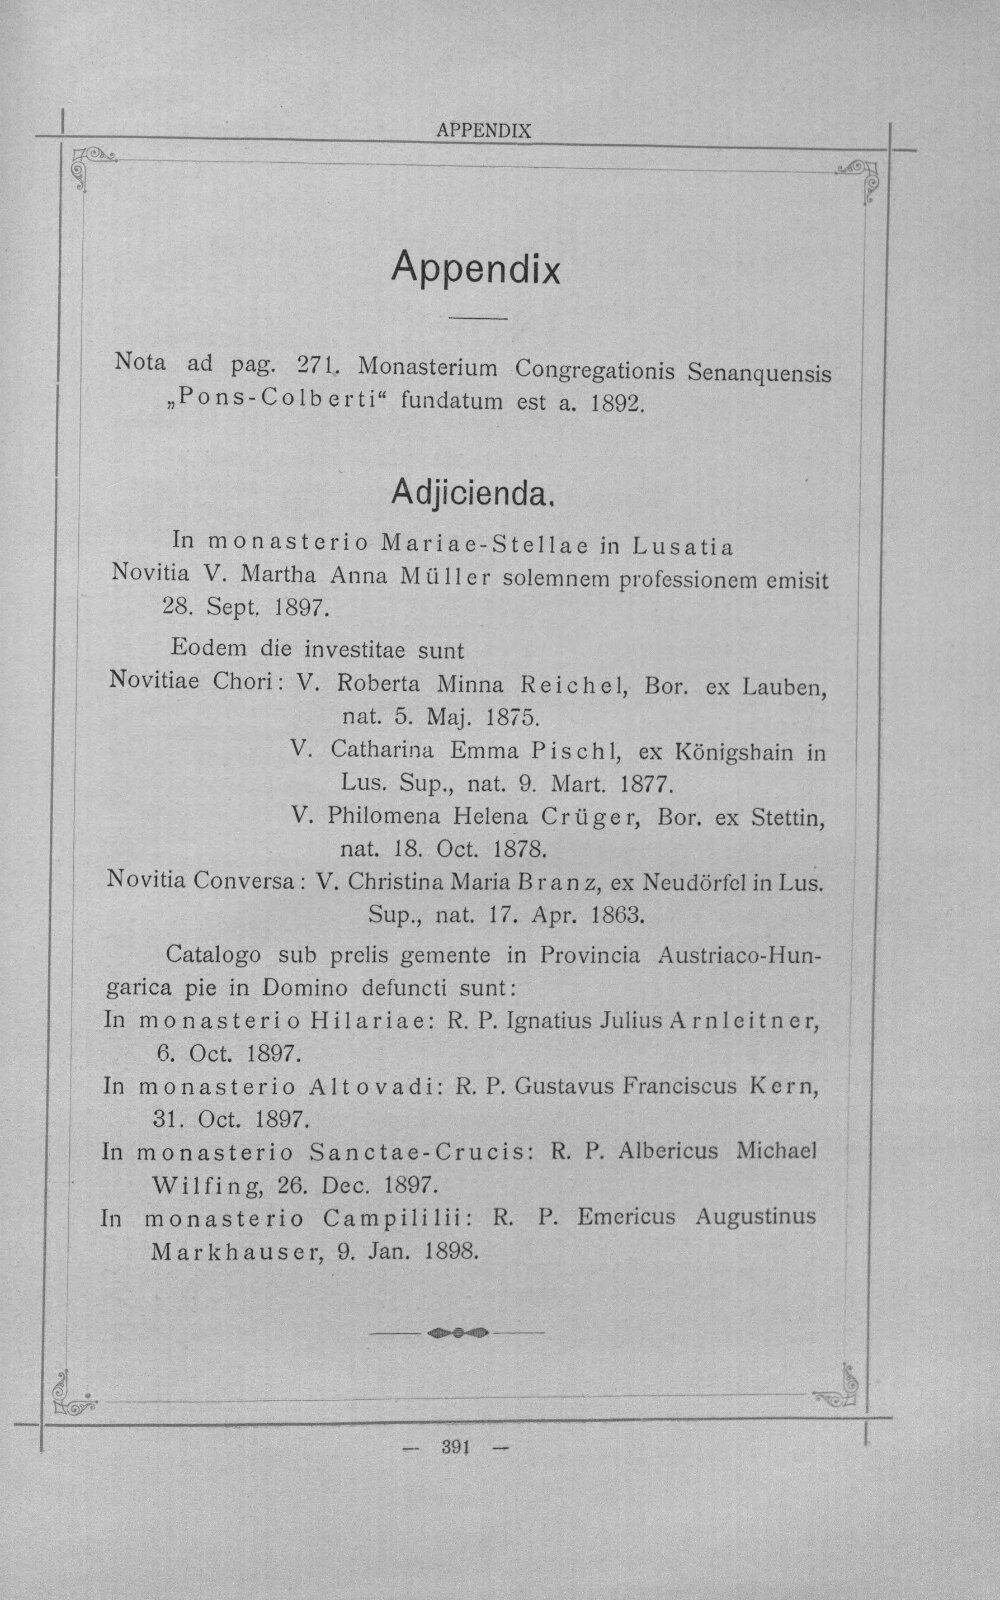 APPENDIX
Appendix
Nota ad pag. 271. Monasterium Congregationis Senanquensis
„Pons-Colberti“ fundatum est a. 1892.
Adjicienda.
In monasterio Mariae-Stellae in Lusatia
Novitia V. Martha Anna Müller solemnem professionem emisit
28. Sept. 1897.
Eodem die investitae sunt
Novitiae Chori: V. Roberta Minna Reichel, Bor. ex Lauben,
nat. 5. Maj. 1875.
V. Catharina Emma Pischl, ex Königshain in
Lus. Sup., nat. 9. Mart. 1877.
V. Philomena Helena Crüger, Bor. ex Stettin,
nat. 18. Oct. 1878.
Novitia Conversa: V. Christina Maria Branz, ex Neudörfel in Lus.
Sup., nat. 17. Apr. 1863.
Catalogo sub prelis gemente in Provincia Austriaco-Hun-
garica pie in Domino defuncti sunt:
In monasterio Hilariae: R. P. Ignatius Julius Arnleitner,
6. Oct. 1897.
In monasterio Altovadi: R. P. Gustavus Franciscus Kern,
31. Oct. 1897.
In monasterio Sanctae-Crucis: R. P. Albericus Michael
Wilfing, 26. Dec. 1897.
In monasterio Campililii: R. P. Emericus Augustinus
Markhauser, 9. Jan. 1898.
— 391 —